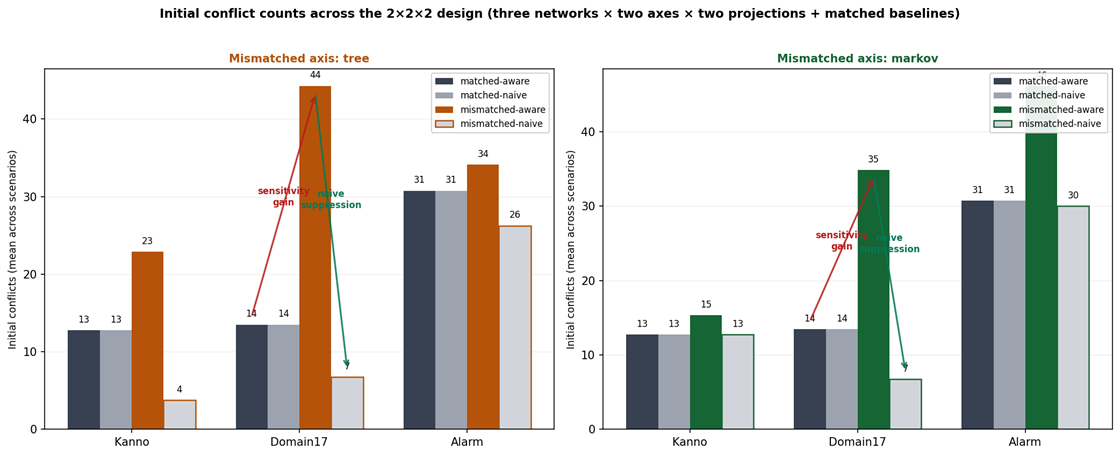 Initial conflict counts across the 2×2×2 design (three networks × two axes × two projections + matched baselines)
Mismatched axis: tree
Initial conflicts (mean across scenarios)
0
10
20
30
40
matched-aware
matched-naive
mismatched-aware
mismatched-naive
13
13
23
4
14
14
44
7
31
31
34
26
sensitivity
gain
naive
suppression
Kanno
Domain17
Alarm
Mismatched axis: markov
Initial conflicts (mean across scenarios)
0
10
20
30
40
matched-aware
matched-naive
mismatched-aware
mismatched-naive
13
13
15
13
14
14
35
7
31
31
30
sensitivity
gain
naive
suppression
Kanno
Domain17
Alarm